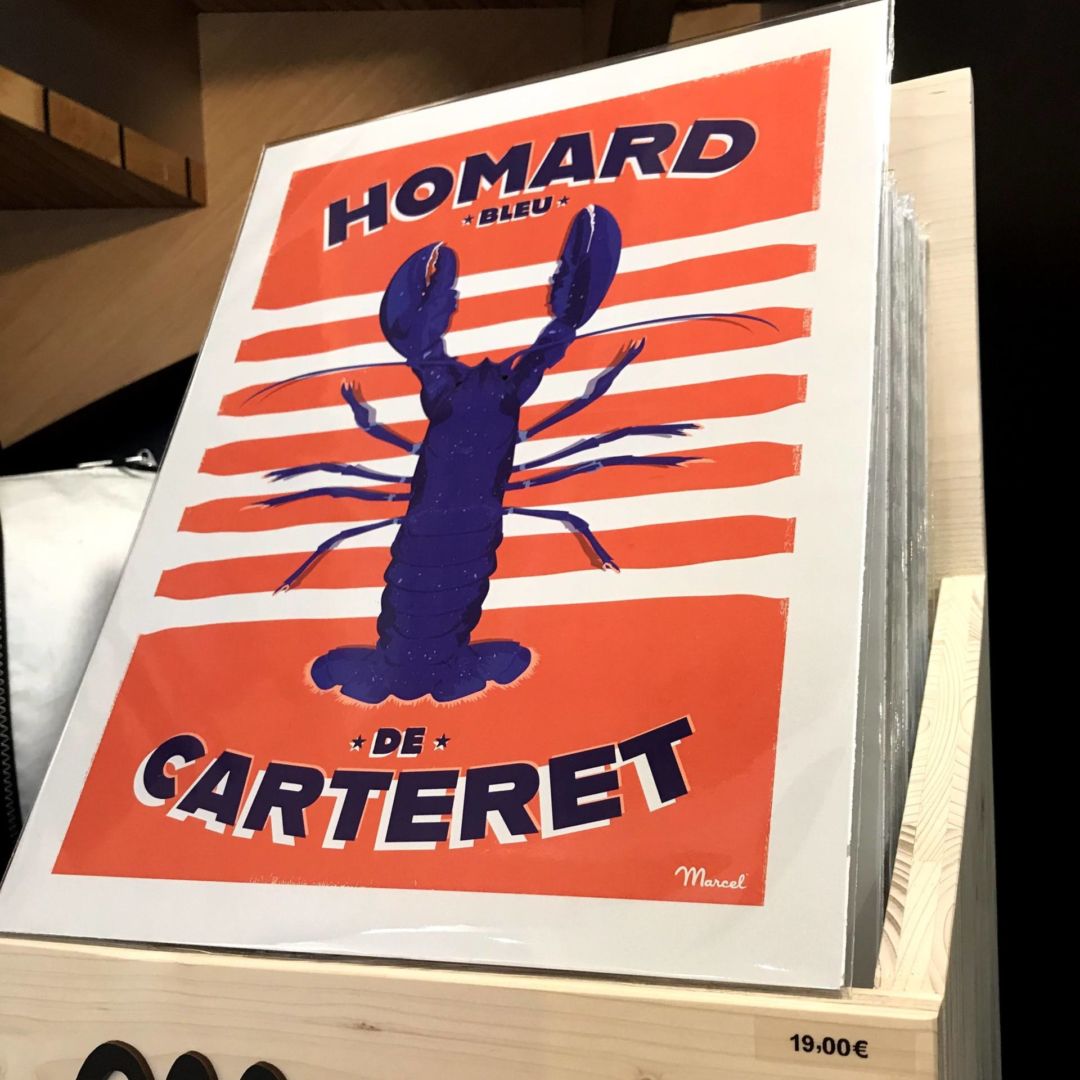 HOMARD
★ BLEU ★
★ DE ★
CARTERET
Marcel
19,00€